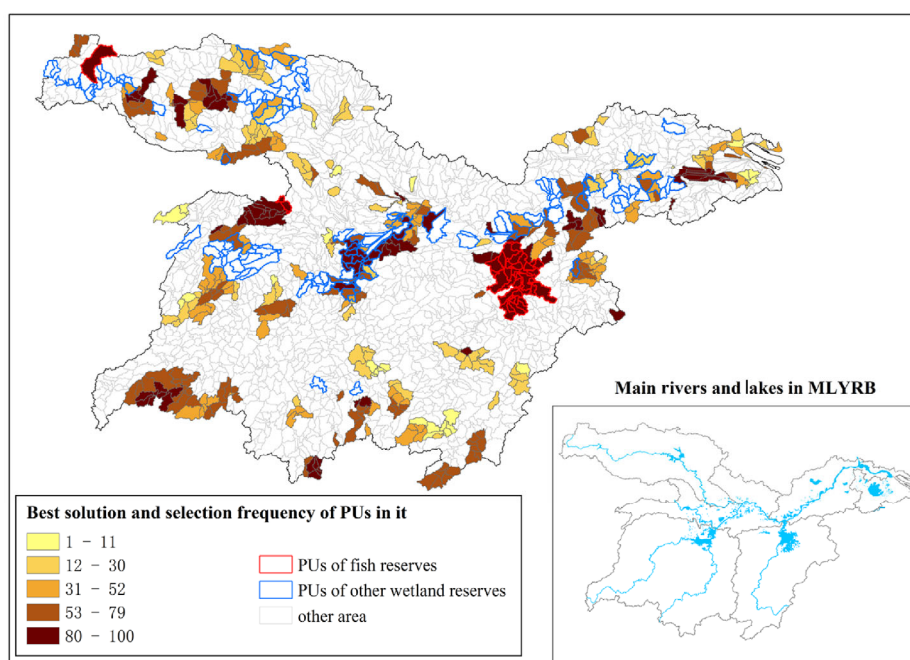 Main rivers and lakes in MLYRB
Best solution and selection frequency of PUs in it
1 - 11
12 - 30
31 - 52
53 - 79
80 - 100
PUs of fish reserves
PUs of other wetland reserves
other area